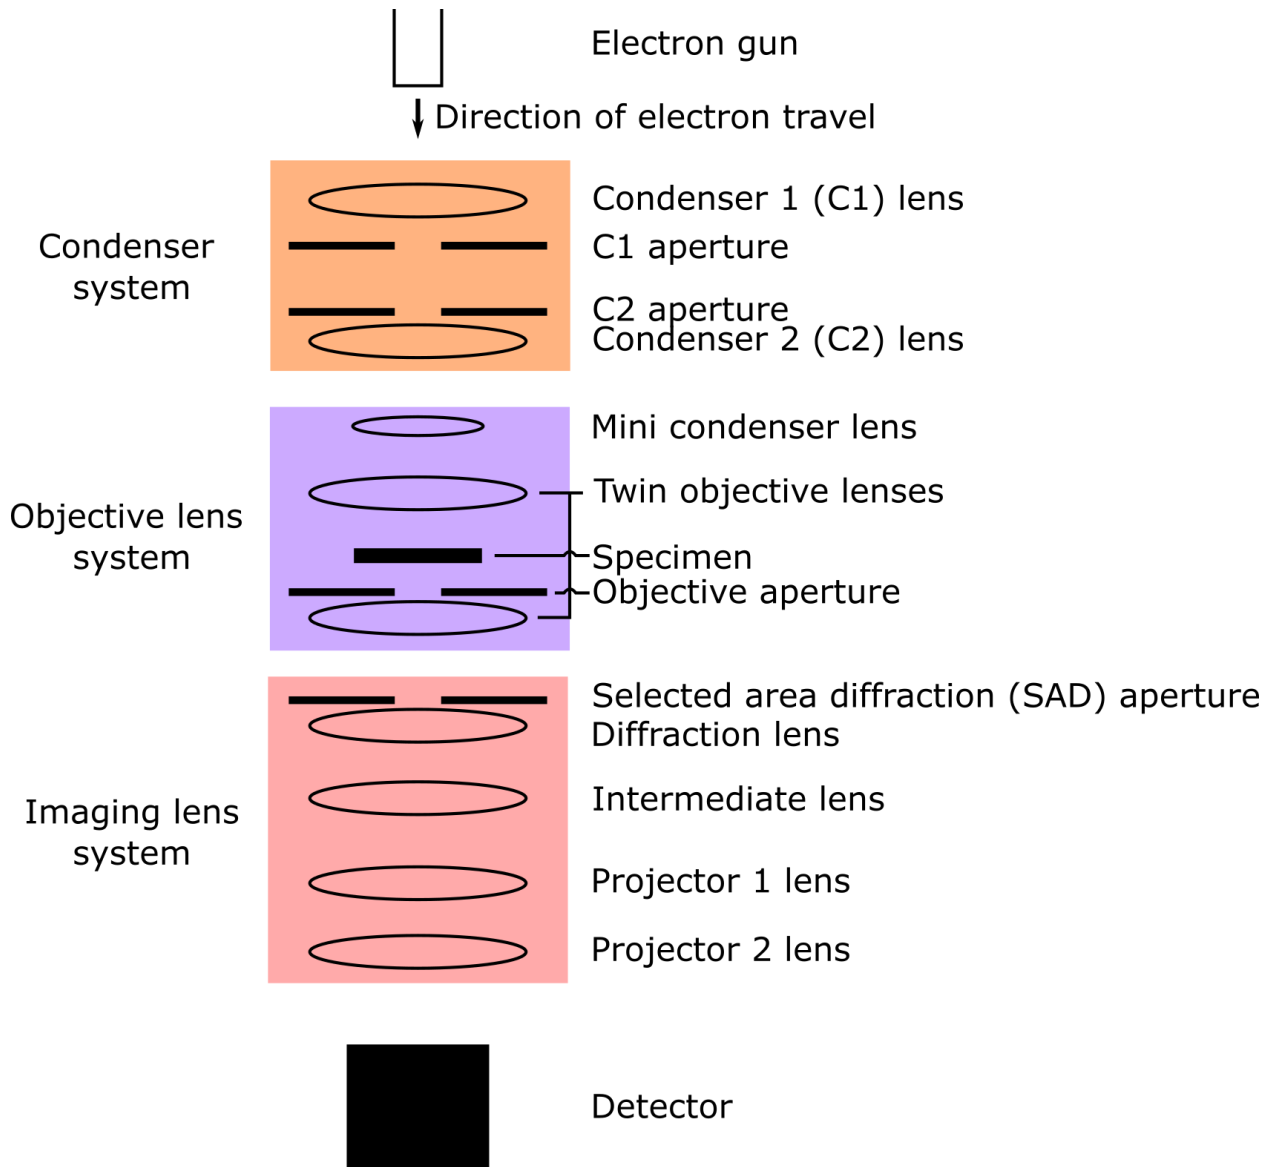 Electron gun
Direction of electron travel
Condenser 1 (C1) lens
Condenser
system
C1 aperture
C2 aperture
Condenser 2 (C2) lens
Mini condenser lens
Twin objective lenses
Objective lens
system
Specimen
Objective aperture
Selected area diffraction (SAD) aperture
Diffraction lens
Imaging lens
system
Intermediate lens
Projector 1 lens
Projector 2 lens
Detector